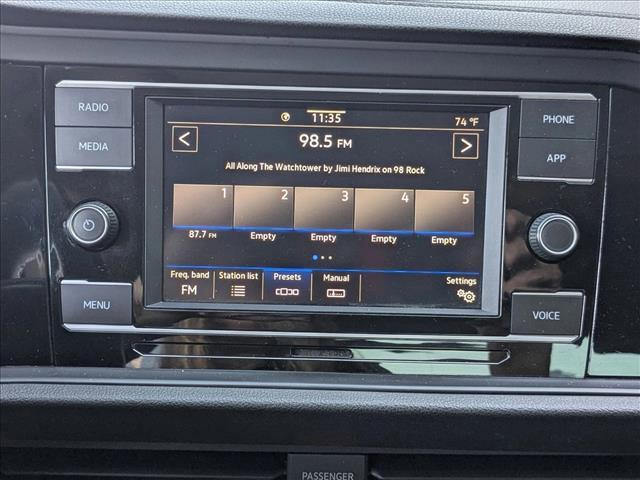 RADIO
MEDIA
MENU
PHONE
APP
VOICE
11:35
74 °F
<
98.5 FM
>
All Along The Watchtower by Jimi Hendrix on 98 Rock
1 2 3 4 5
87.7 FM Empty Empty Empty Empty
Freq. band Station list Presets Manual Settings
FM
PASSENGER